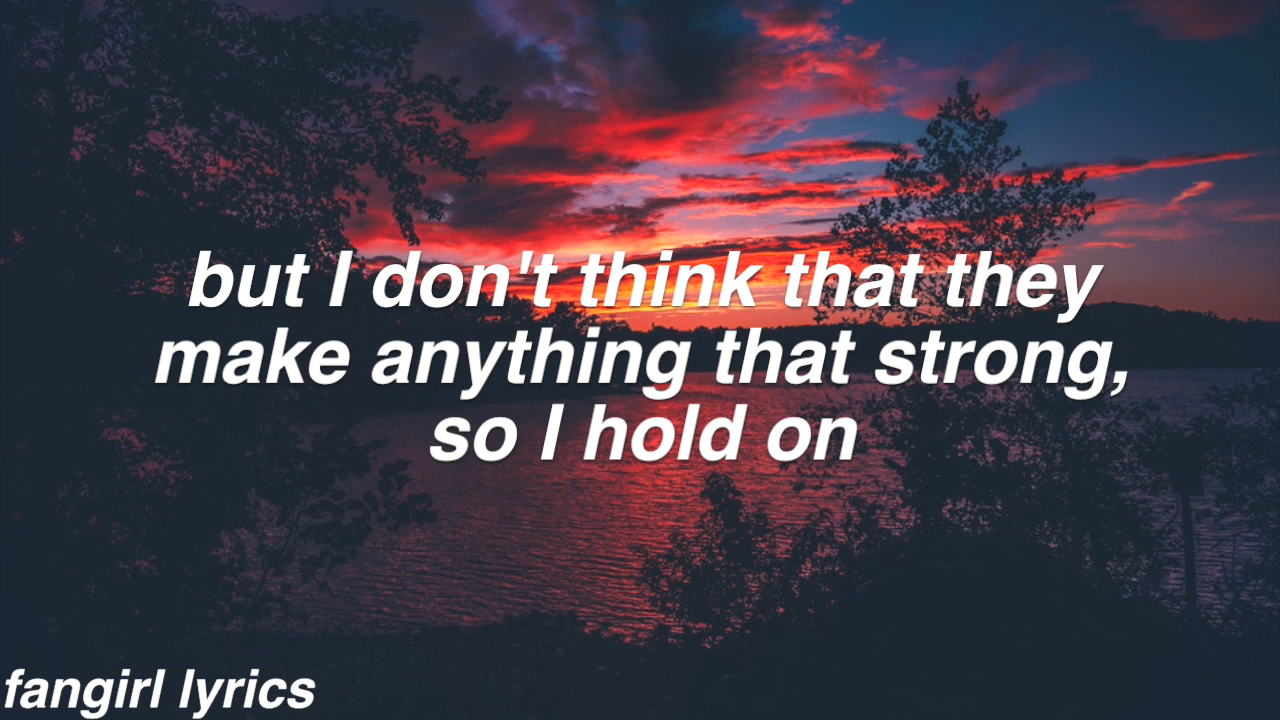 but I don't think that they
make anything that strong,
so I hold on
fangirl lyrics